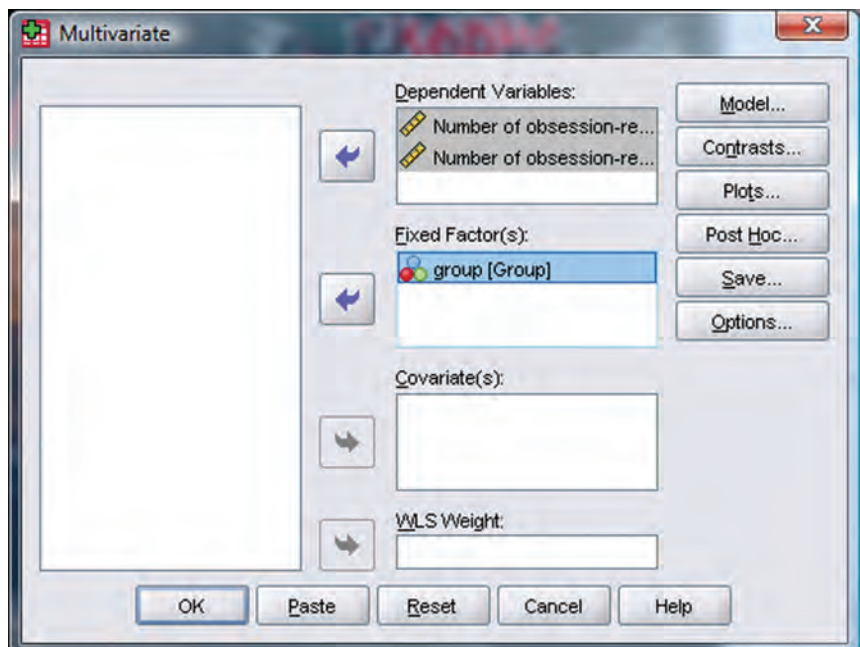 Multivariate
Dependent Variables:
Number of obsession-re...
Number of obsession-re...
Fixed Factor(s):
group [Group]
Covariate(s):
WLS Weight:
Model...
Contrasts...
Plots...
Post Hoc...
Save...
Options...
OK Paste Reset Cancel Help